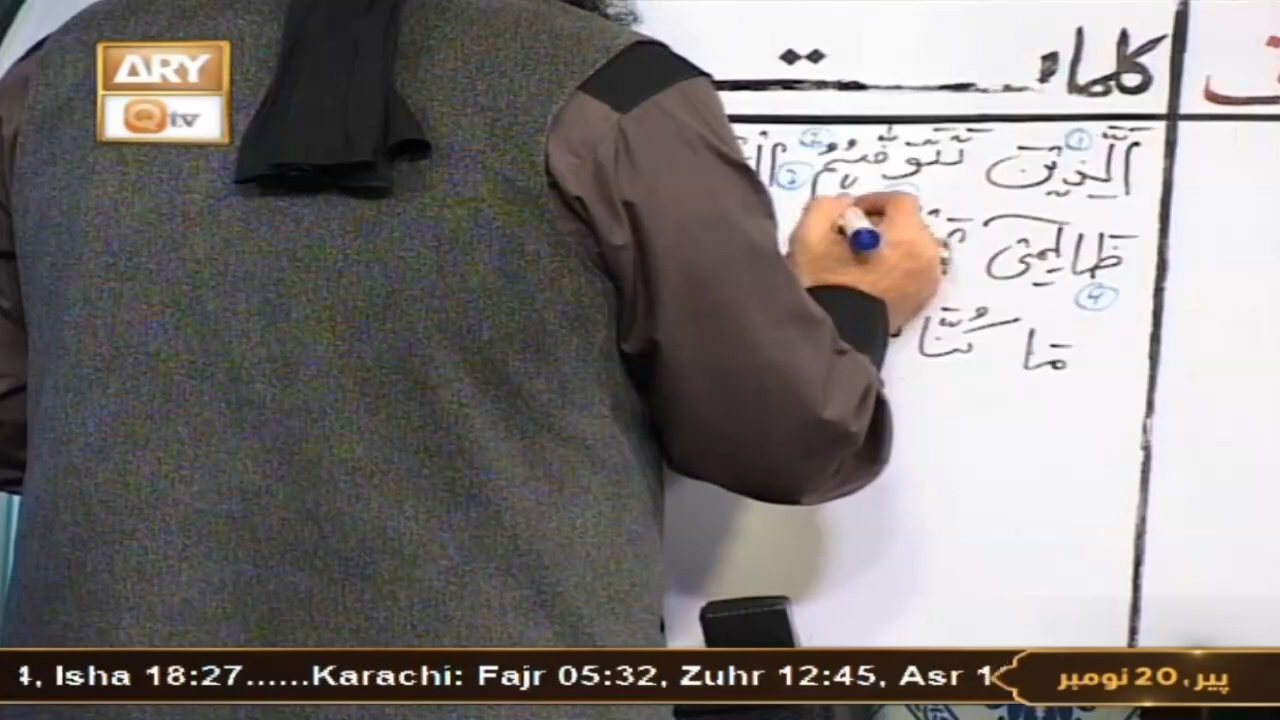 ARY
Qtv
کلمات
اَلَّذِیْنَ تَتَوَفّٰىهُمُ
ظَالِمِیْۤ
مَا كُنَّا
4, Isha 18:27......Karachi: Fajr 05:32, Zuhr 12:45, Asr 1
پیر، 20 نومبر